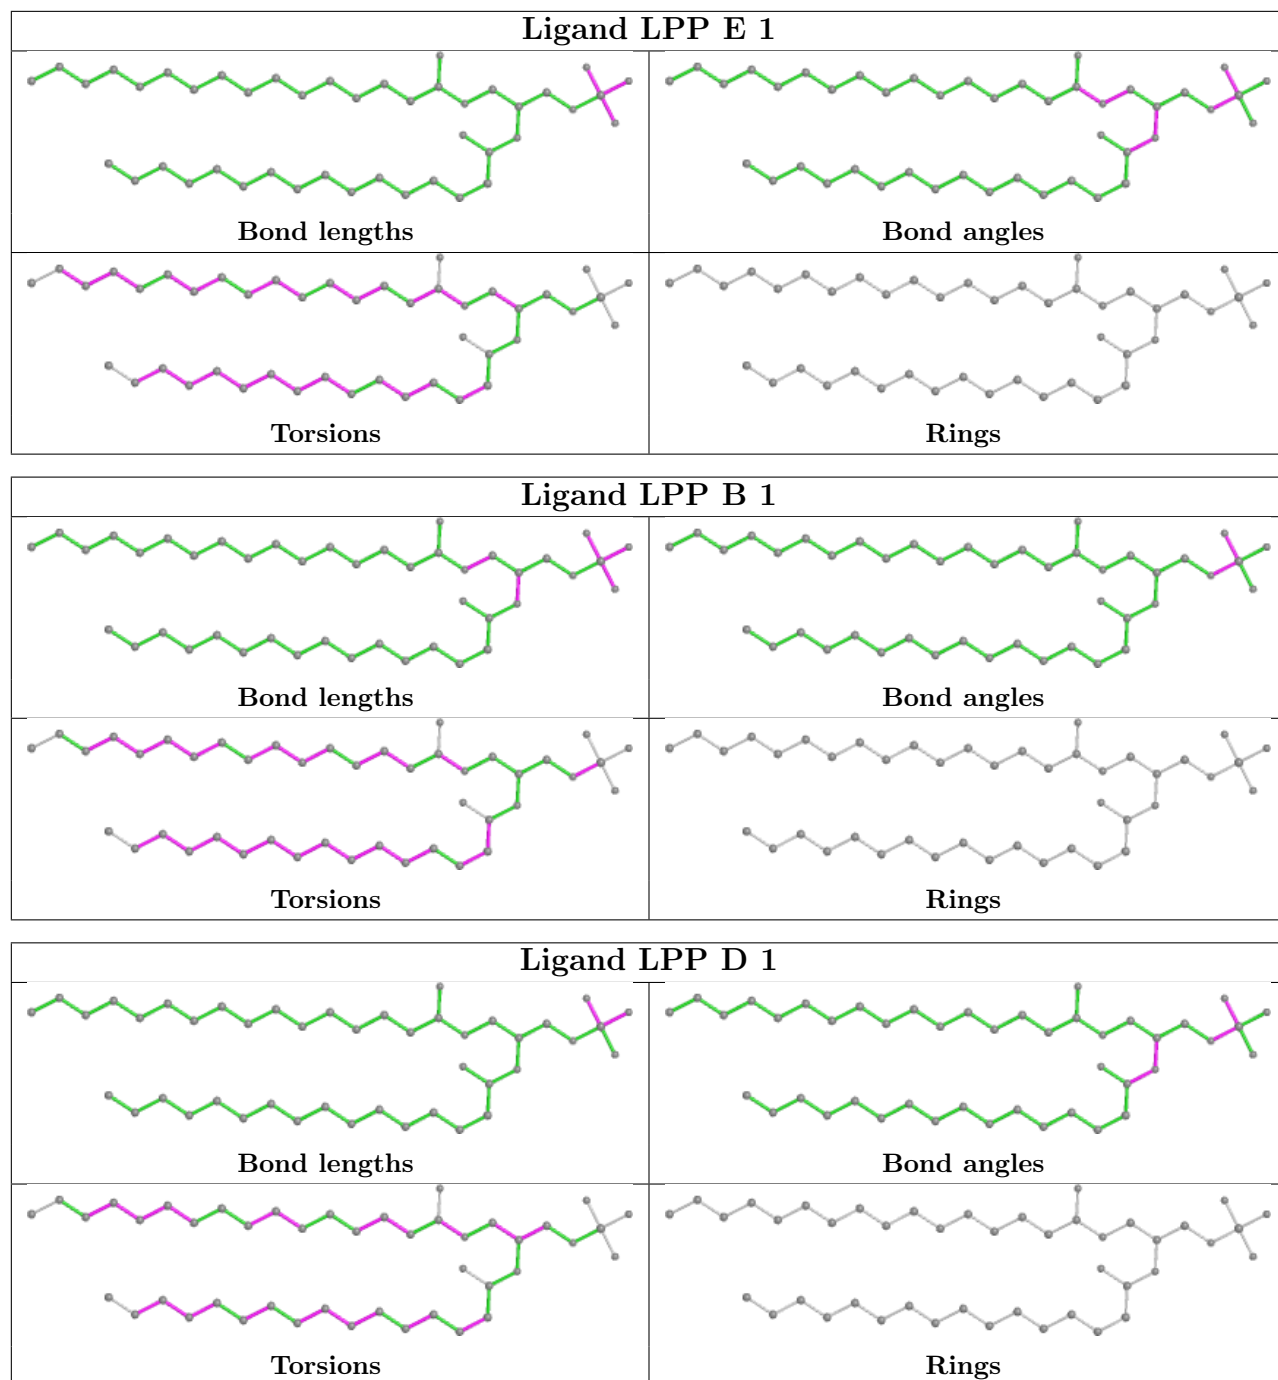 Ligand LPP E 1
Bond lengths
Bond angles
Torsions
Rings
Ligand LPP B 1
Bond lengths
Bond angles
Torsions
Rings
Ligand LPP D 1
Bond lengths
Bond angles
Torsions
Rings